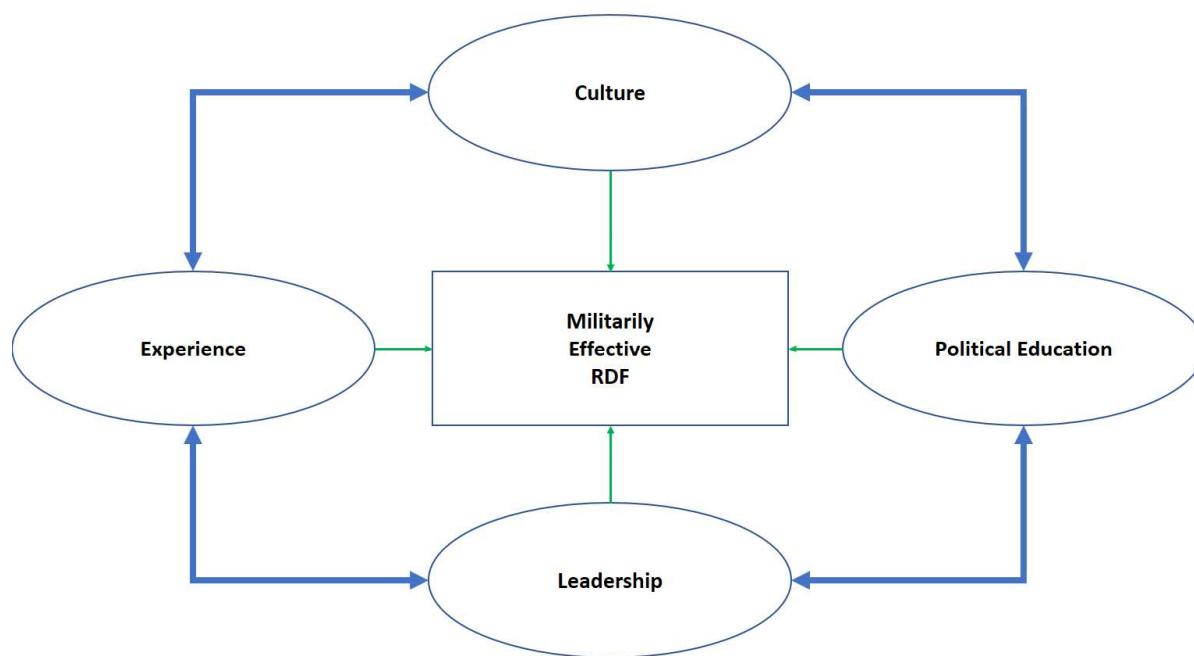 Culture
Experience
Militarily
Effective
RDF
Political Education
Leadership